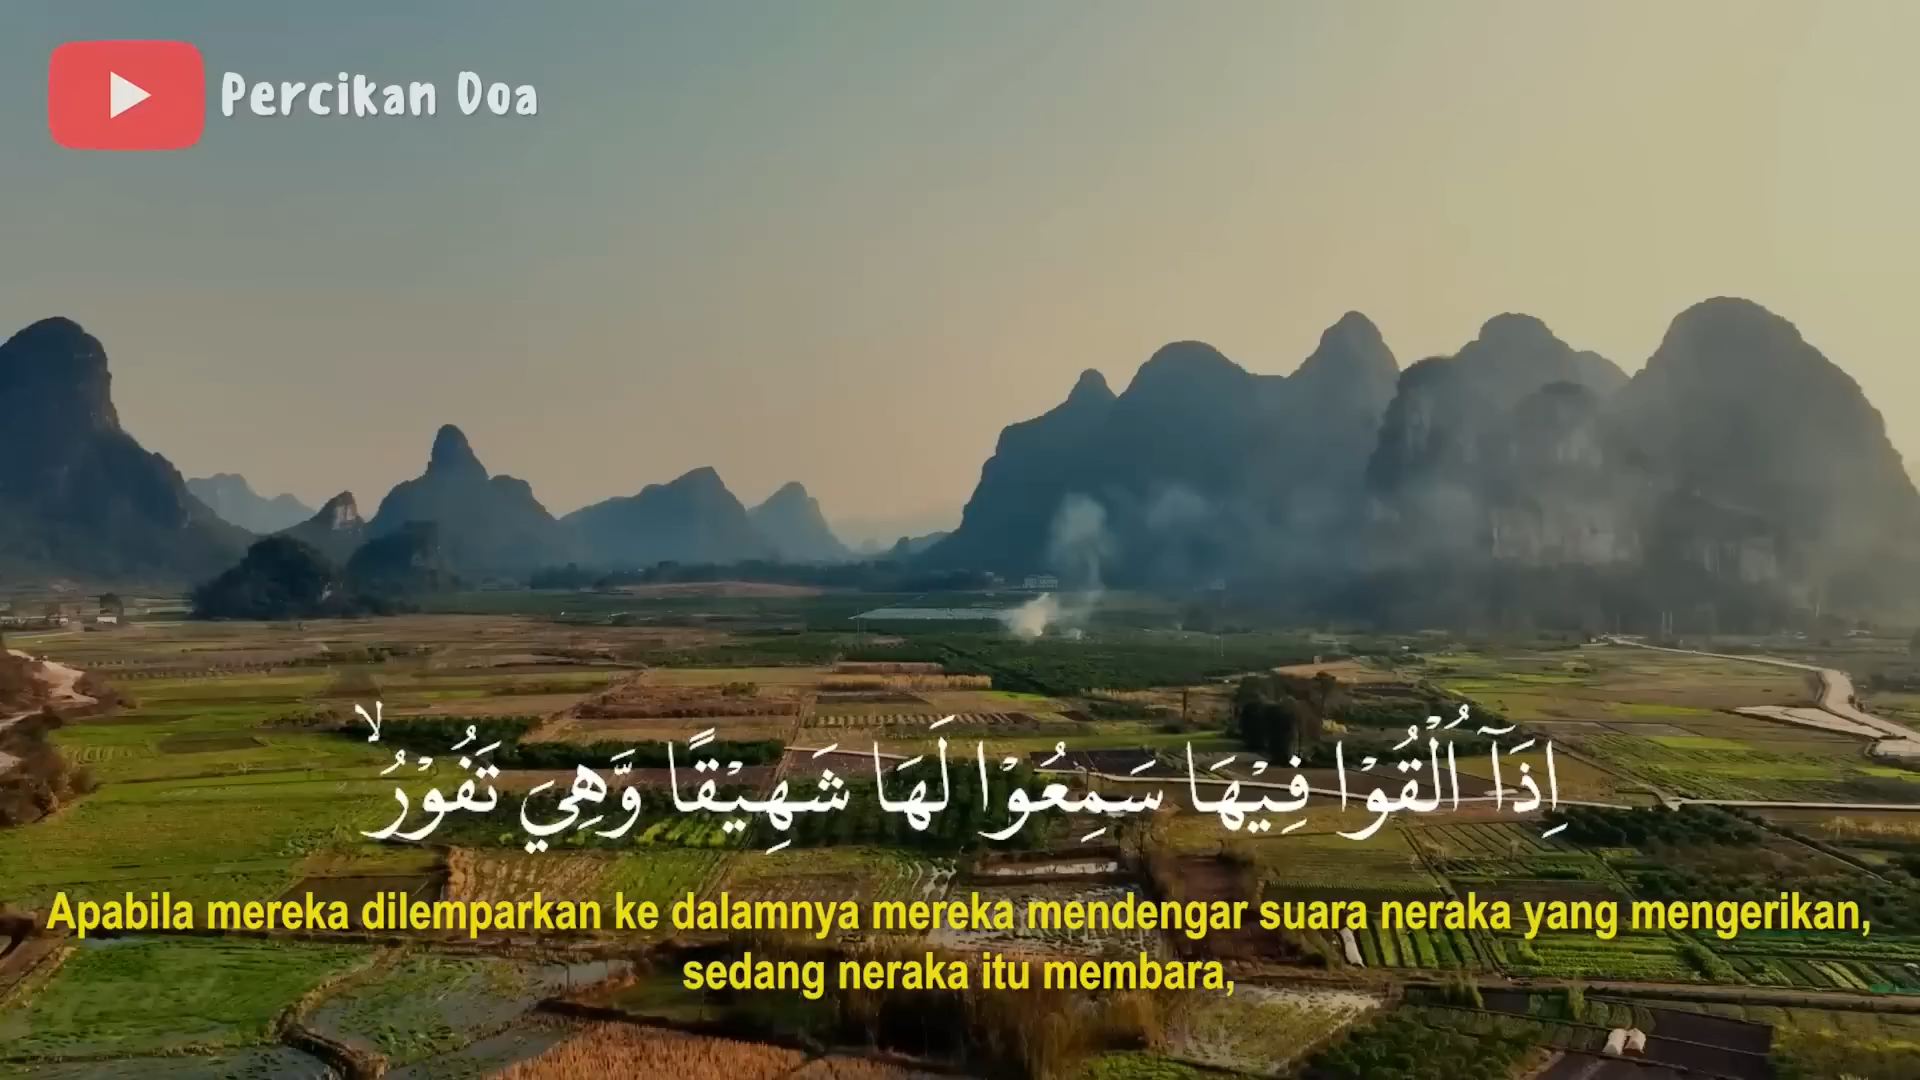 Percikan Doa
اِذَآ اُلْقُوْا فِيْهَا سَمِعُوْا لَهَا شَهِيْقًا وَّهِيَ تَفُوْرُۙ
Apabila mereka dilemparkan ke dalamnya mereka mendengar suara neraka yang mengerikan,
sedang neraka itu membara,